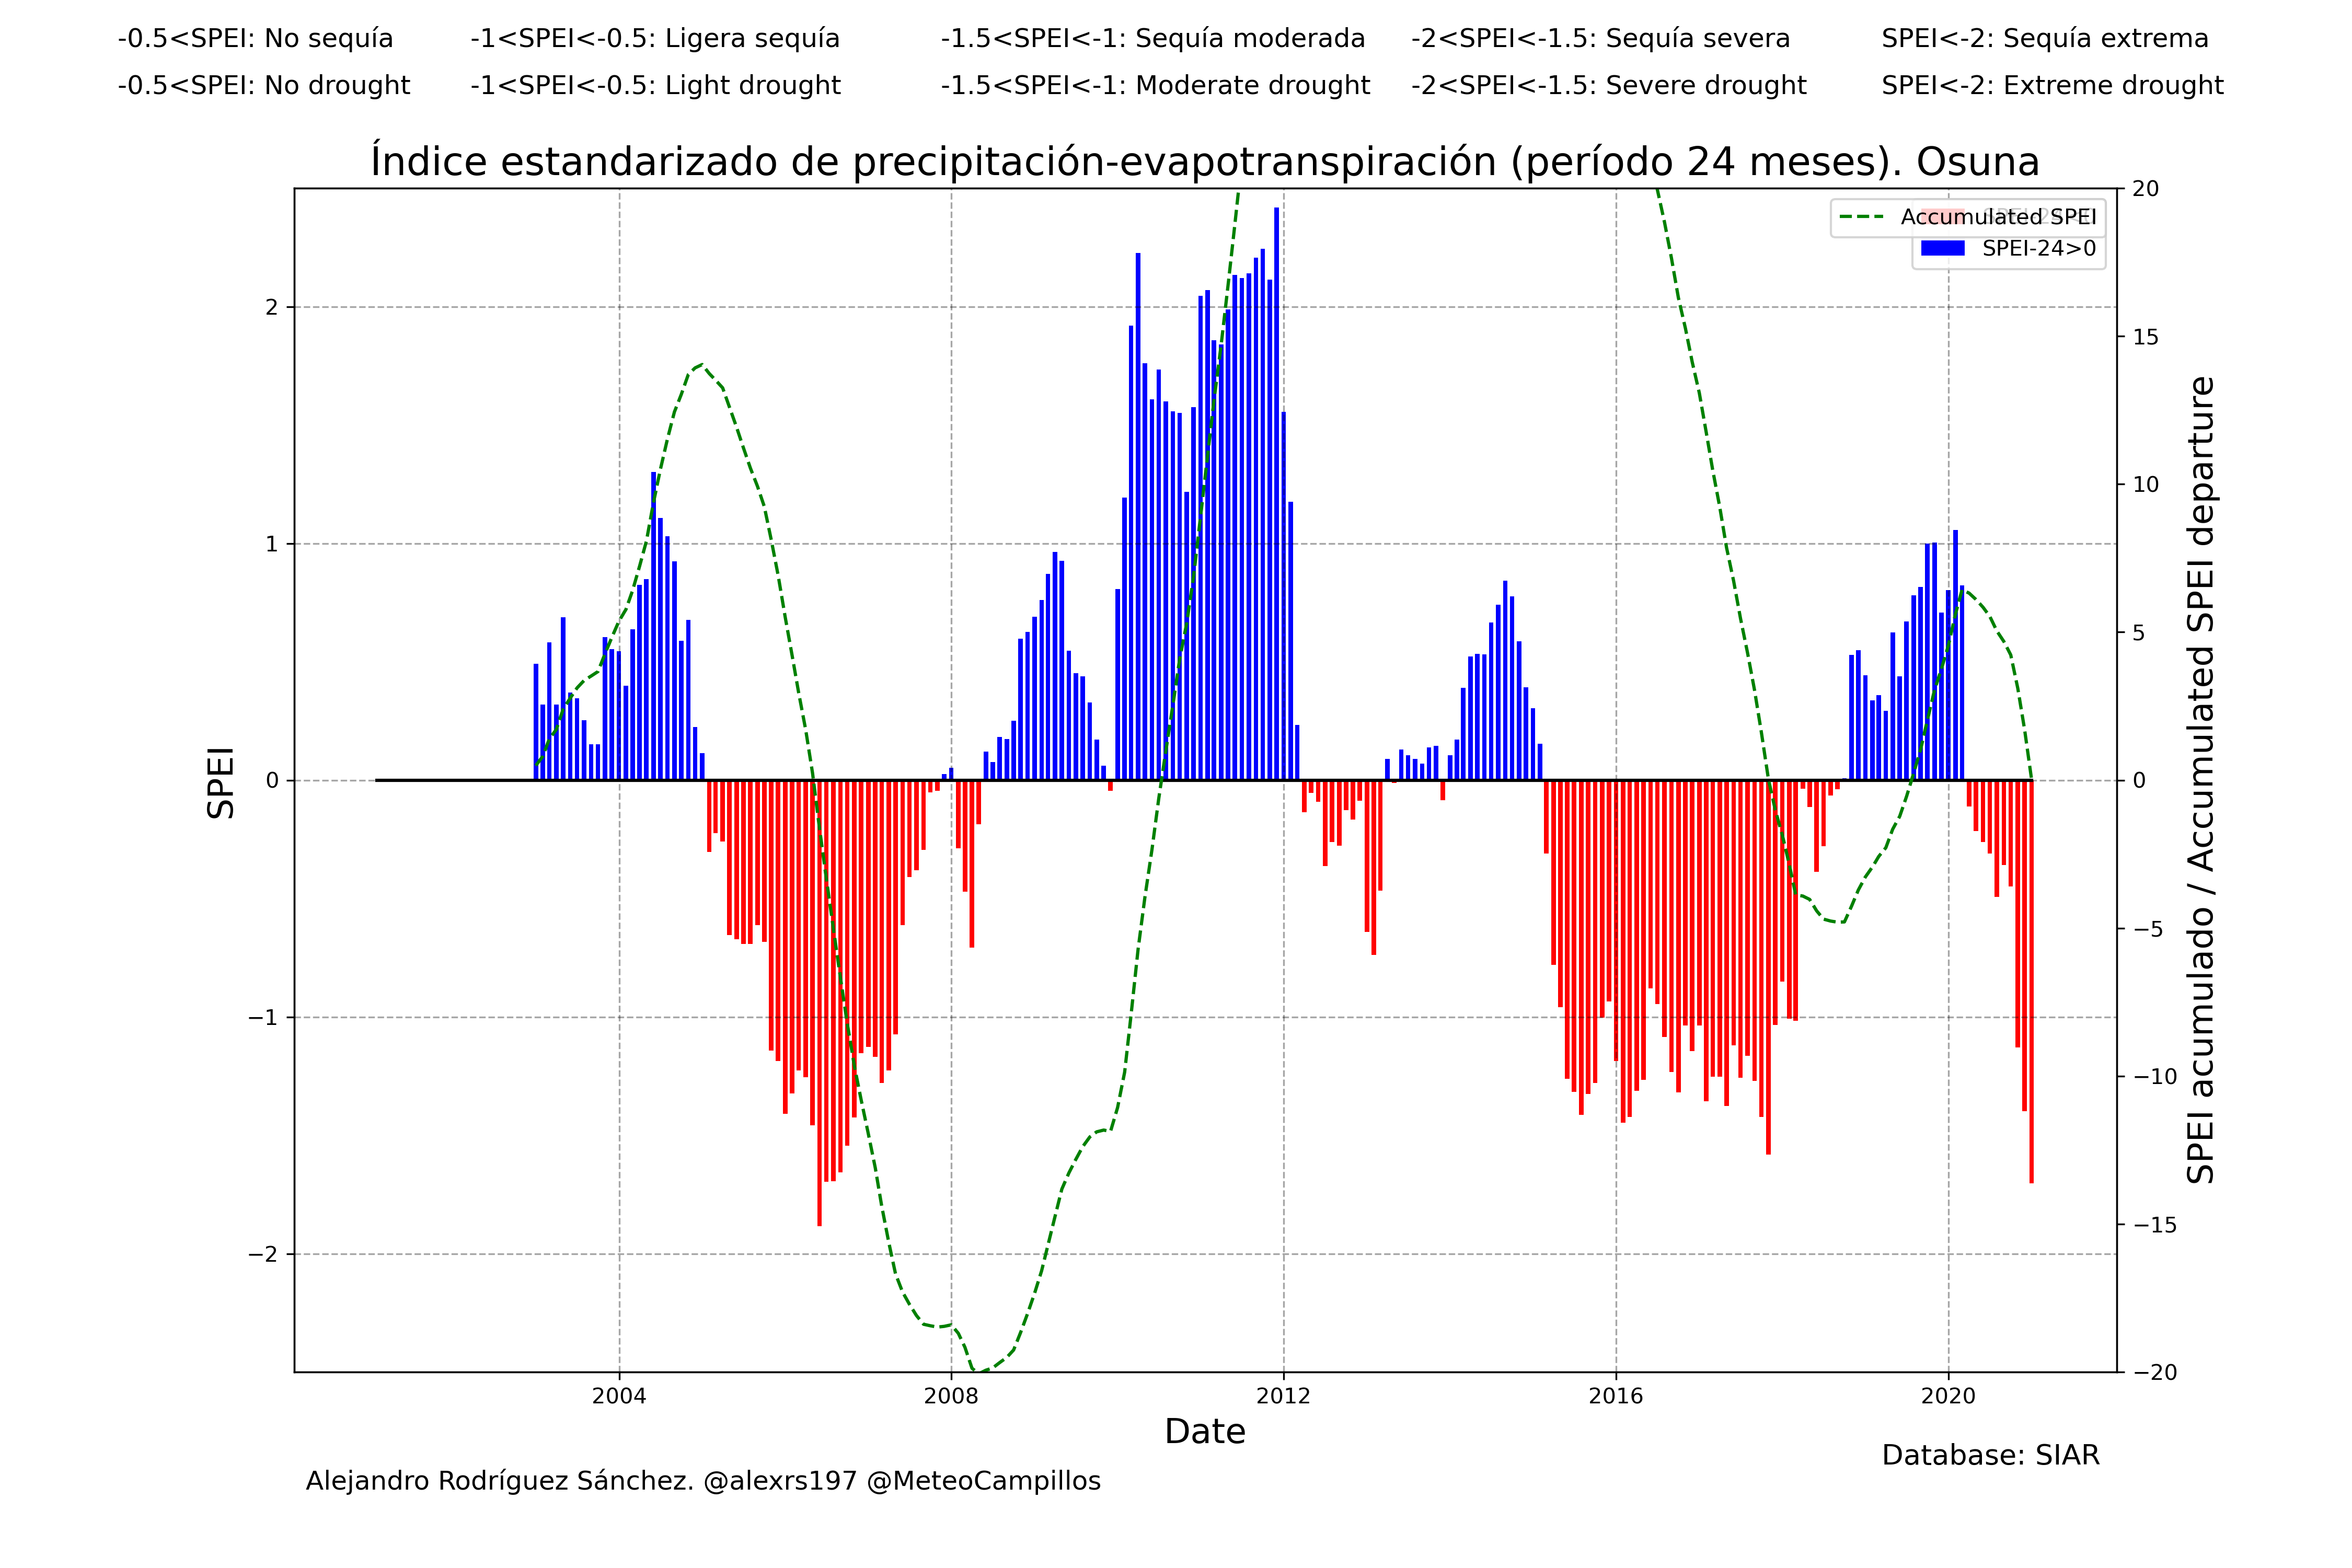 -0.5<SPEI: No sequía -1<SPEI<-0.5: Ligera sequía -1.5<SPEI<-1: Sequía moderada -2<SPEI<-1.5: Sequía severa SPEI<-2: Sequía extrema
-0.5<SPEI: No drought -1<SPEI<-0.5: Light drought -1.5<SPEI<-1: Moderate drought -2<SPEI<-1.5: Severe drought SPEI<-2: Extreme drought
Índice estandarizado de precipitación-evapotranspiración (período 24 meses). Osuna
Accumulated SPEI
SPEI-24>0
SPEI
2
1
0
−1
−2
20
15
10
5
0
−5
−10
−15
−20
SPEI acumulado / Accumulated SPEI departure
2004 2008 2012 2016 2020
Date
Database: SIAR
Alejandro Rodríguez Sánchez. @alexrs197 @MeteoCampillos